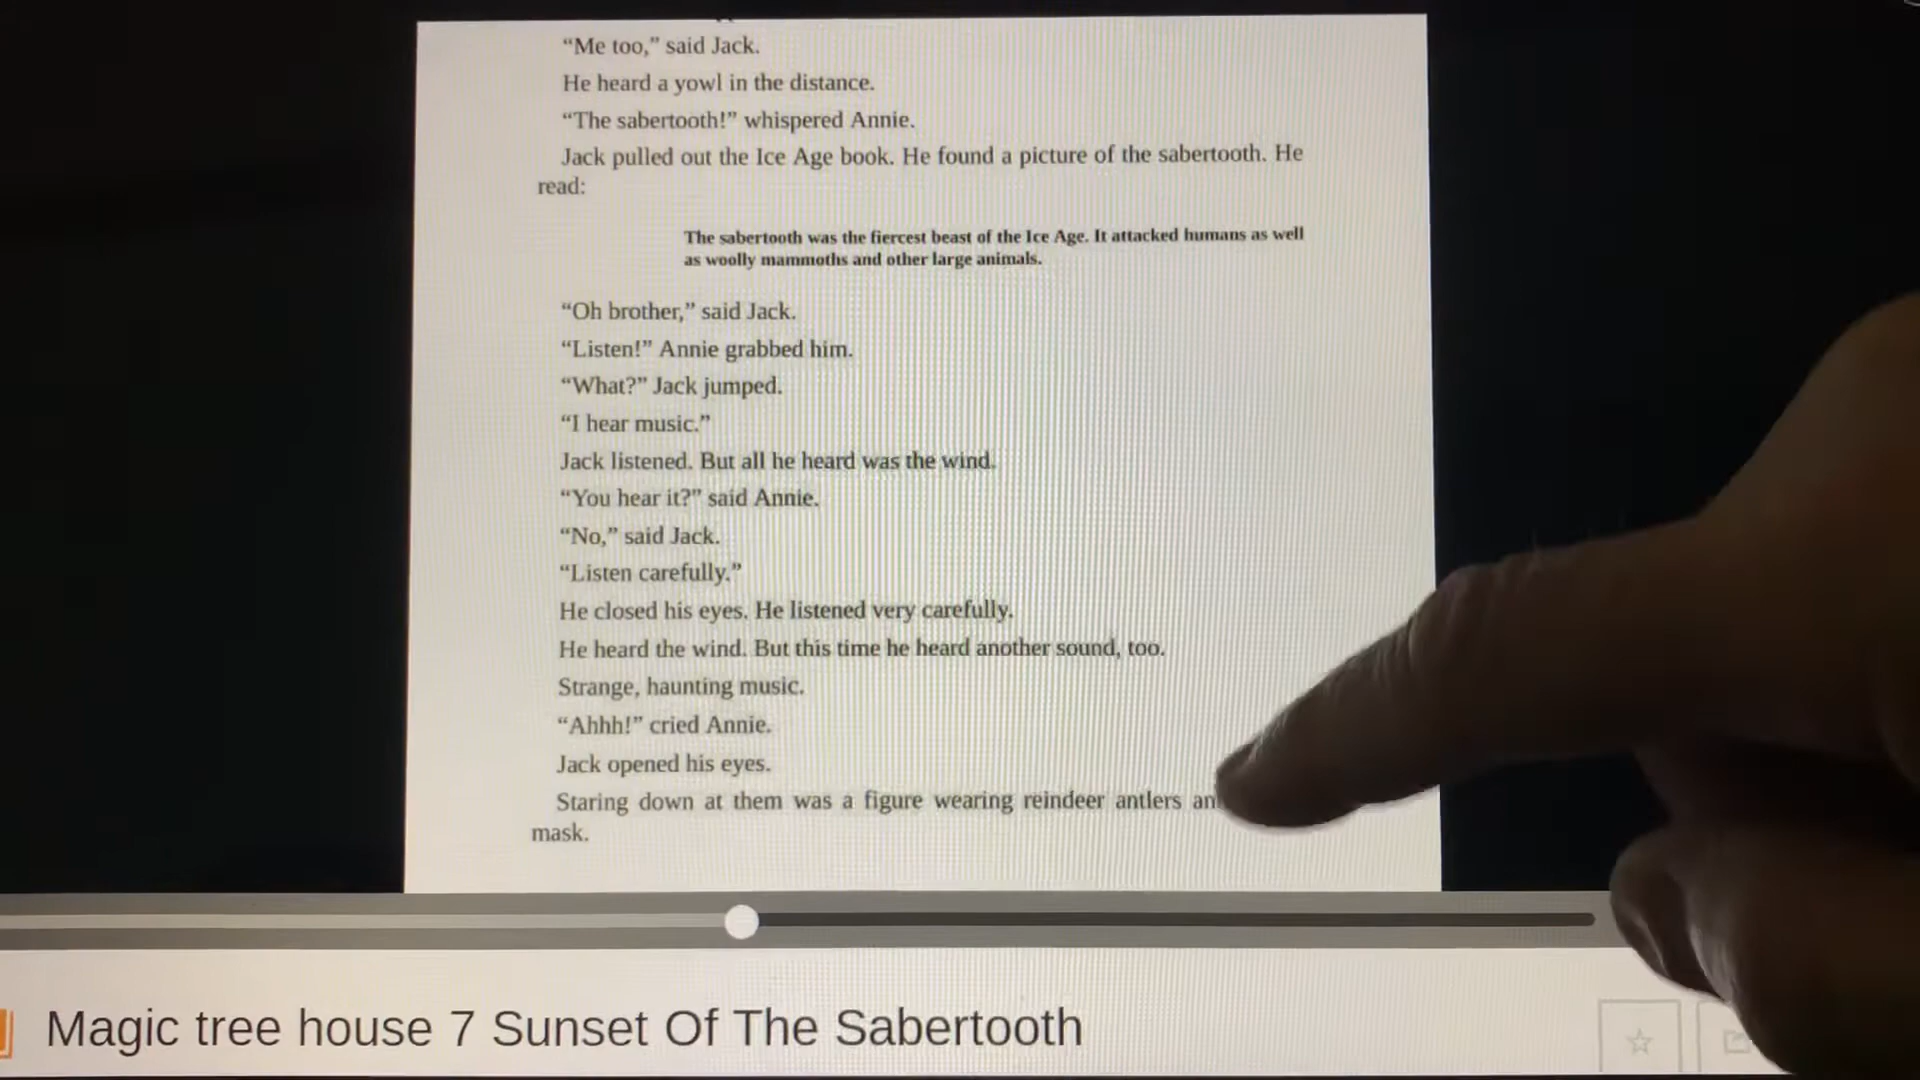 “Me too,” said Jack.
He heard a yowl in the distance.
“The sabertooth!” whispered Annie.
Jack pulled out the Ice Age book. He found a picture of the sabertooth. He
read:
The sabertooth was the fiercest beast of the Ice Age. It attacked humans as well
as woolly mammoths and other large animals.
“Oh brother,” said Jack.
“Listen!” Annie grabbed him.
“What?” Jack jumped.
“I hear music.”
Jack listened. But all he heard was the wind.
“You hear it?” said Annie.
“No,” said Jack.
“Listen carefully.”
He closed his eyes. He listened very carefully.
He heard the wind. But this time he heard another sound, too.
Strange, haunting music.
“Ahhh!” cried Annie.
Jack opened his eyes.
Staring down at them was a figure wearing reindeer antlers
mask.
Magic tree house 7 Sunset Of The Sabertooth